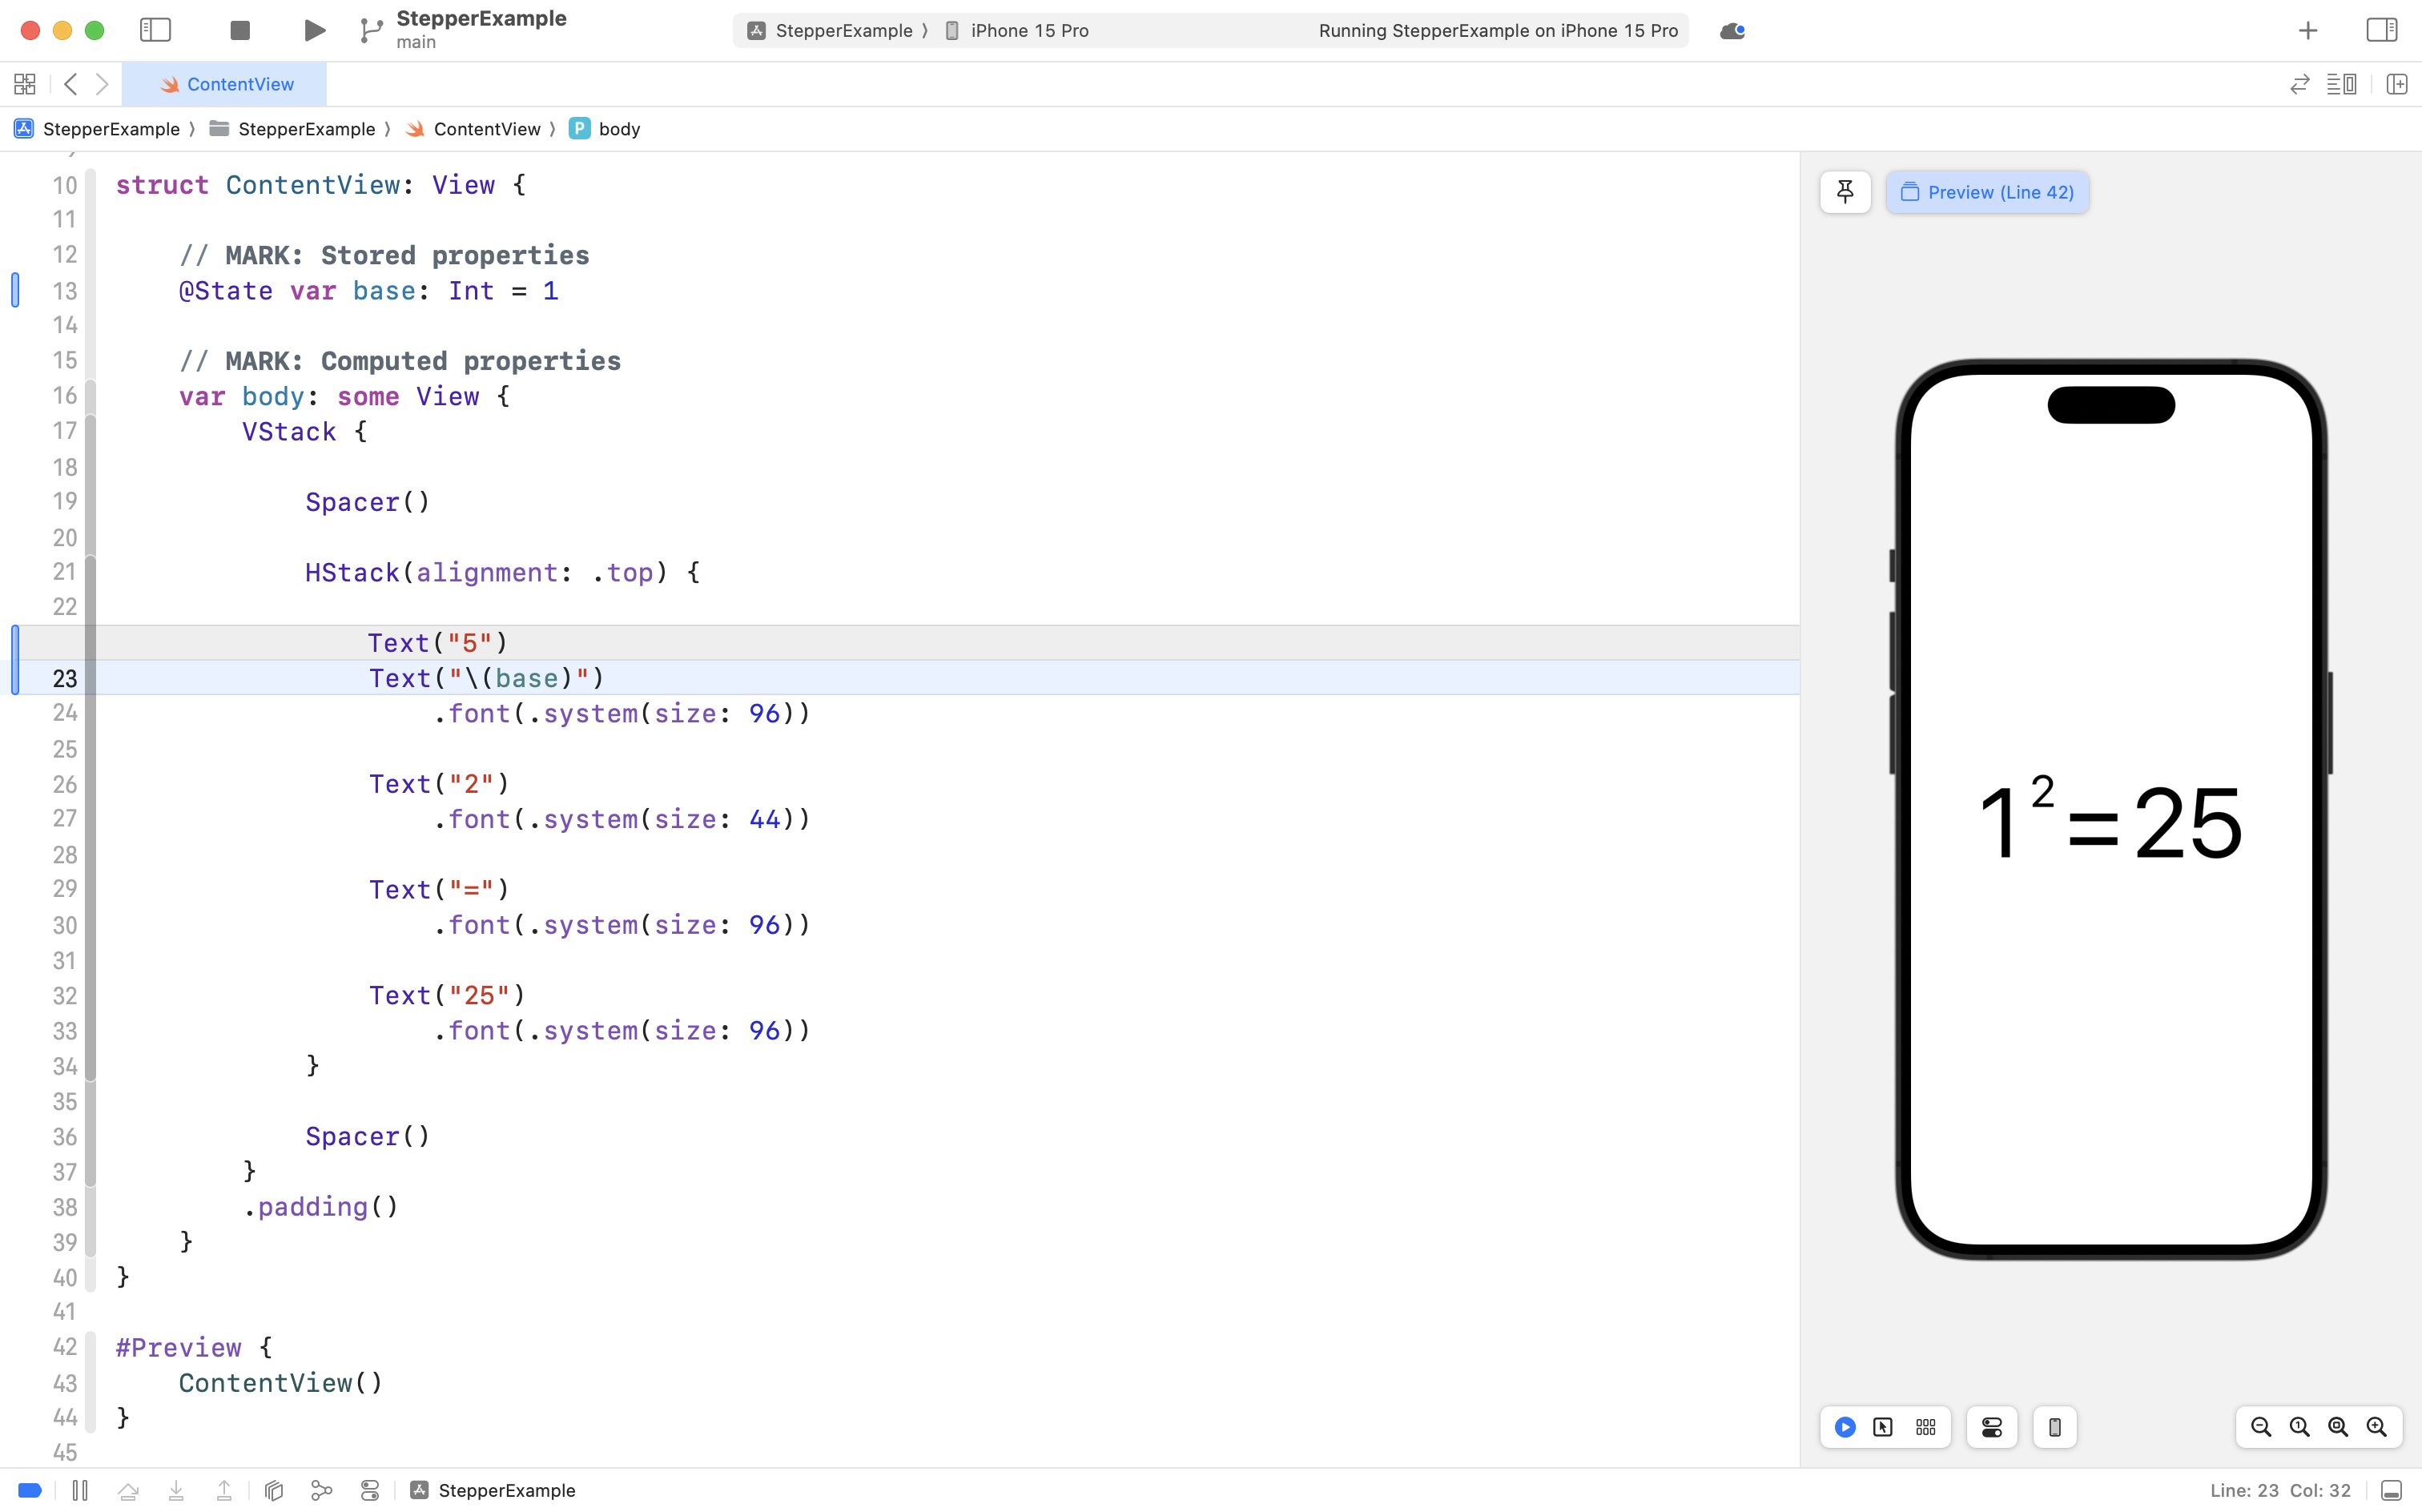 StepperExample
main
StepperExample 〉 iPhone 15 Pro
Running StepperExample on iPhone 15 Pro
ContentView
StepperExample 〉 StepperExample 〉 ContentView 〉 P body
10 struct ContentView: View {
11
12 // MARK: Stored properties
13 @State var base: Int = 1
14
15 // MARK: Computed properties
16 var body: some View {
17 VStack {
18
19 Spacer()
20
21 HStack(alignment: .top) {
22
Text("5")
23 Text("\(base)")
24 .font(.system(size: 96))
25
26 Text("2")
27 .font(.system(size: 44))
28
29 Text("=")
30 .font(.system(size: 96))
31
32 Text("25")
33 .font(.system(size: 96))
34 }
35
36 Spacer()
37 }
38 .padding()
39 }
40 }
41
42 #Preview {
43 ContentView()
44 }
45
Preview (Line 42)
1²=25
StepperExample
Line: 23 Col: 32